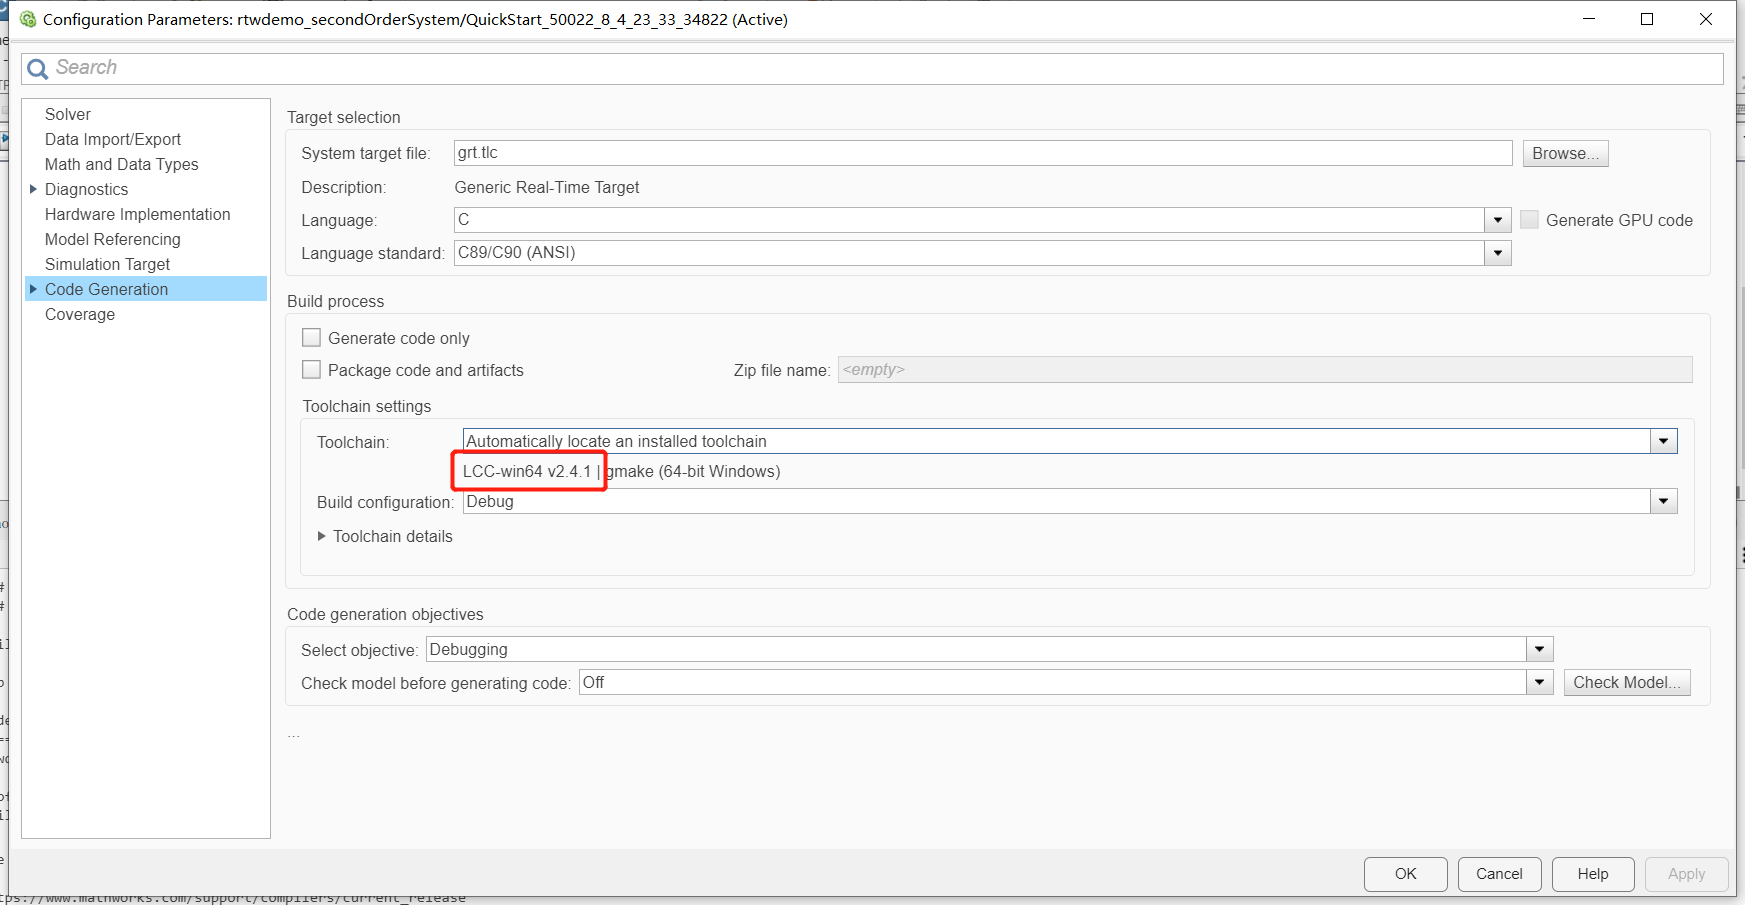 Configuration Parameters: rtwdemo_secondOrderSystem/QuickStart_50022_8_4_23_33_34822 (Active)
Search
Solver
Data Import/Export
Math and Data Types
Diagnostics
Hardware Implementation
Model Referencing
Simulation Target
Code Generation
Coverage
Target selection
System target file: grt.tlc Browse...
Description: Generic Real-Time Target
Language: C Generate GPU code
Language standard: C89/C90 (ANSI)
Build process
Generate code only
Package code and artifacts Zip file name: <empty>
Toolchain settings
Toolchain: Automatically locate an installed toolchain
LCC-win64 v2.4.1 | gmake (64-bit Windows)
Build configuration: Debug
Toolchain details
Code generation objectives
Select objective: Debugging
Check model before generating code: Off Check Model...
...
OK Cancel Help Apply
tps://www.mathworks.com/support/compilers/current_release